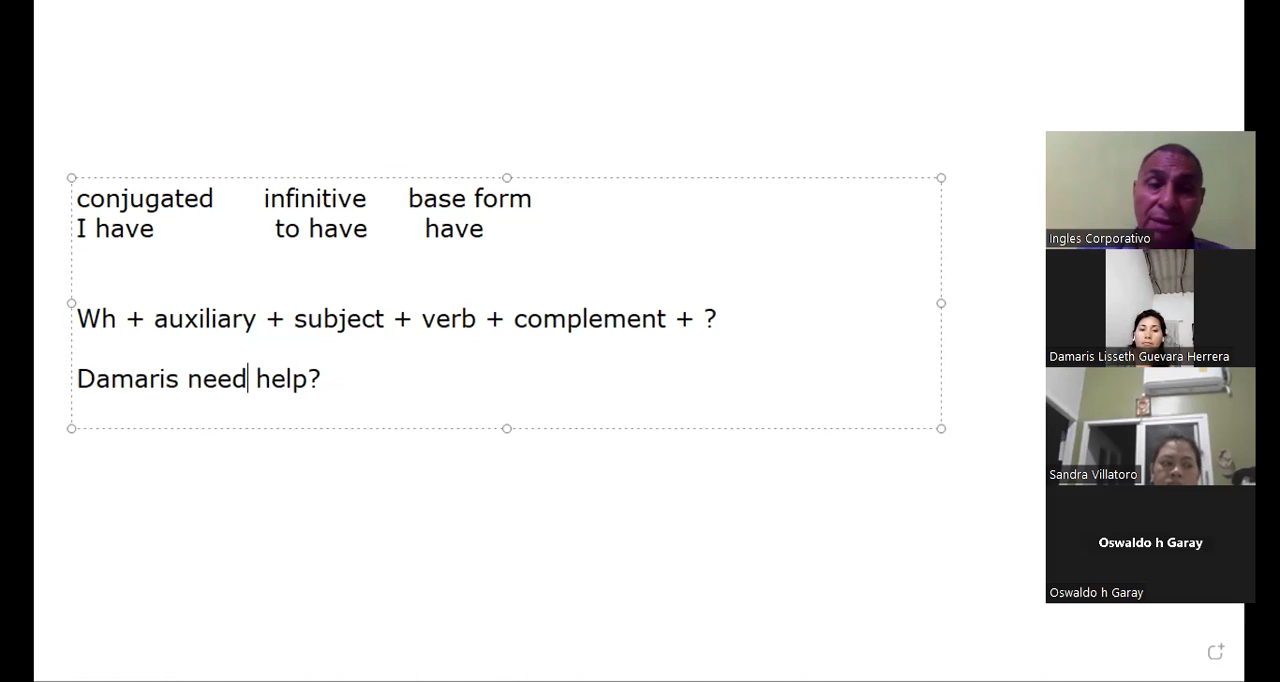 conjugated infinitive base form
I have to have have
Wh + auxiliary + subject + verb + complement + ?
Damaris need help?
Ingles Corporativo
Damaris Lisseth Guevara Herrera
Sandra Villatoro
Oswaldo h Garay
Oswaldo h Garay